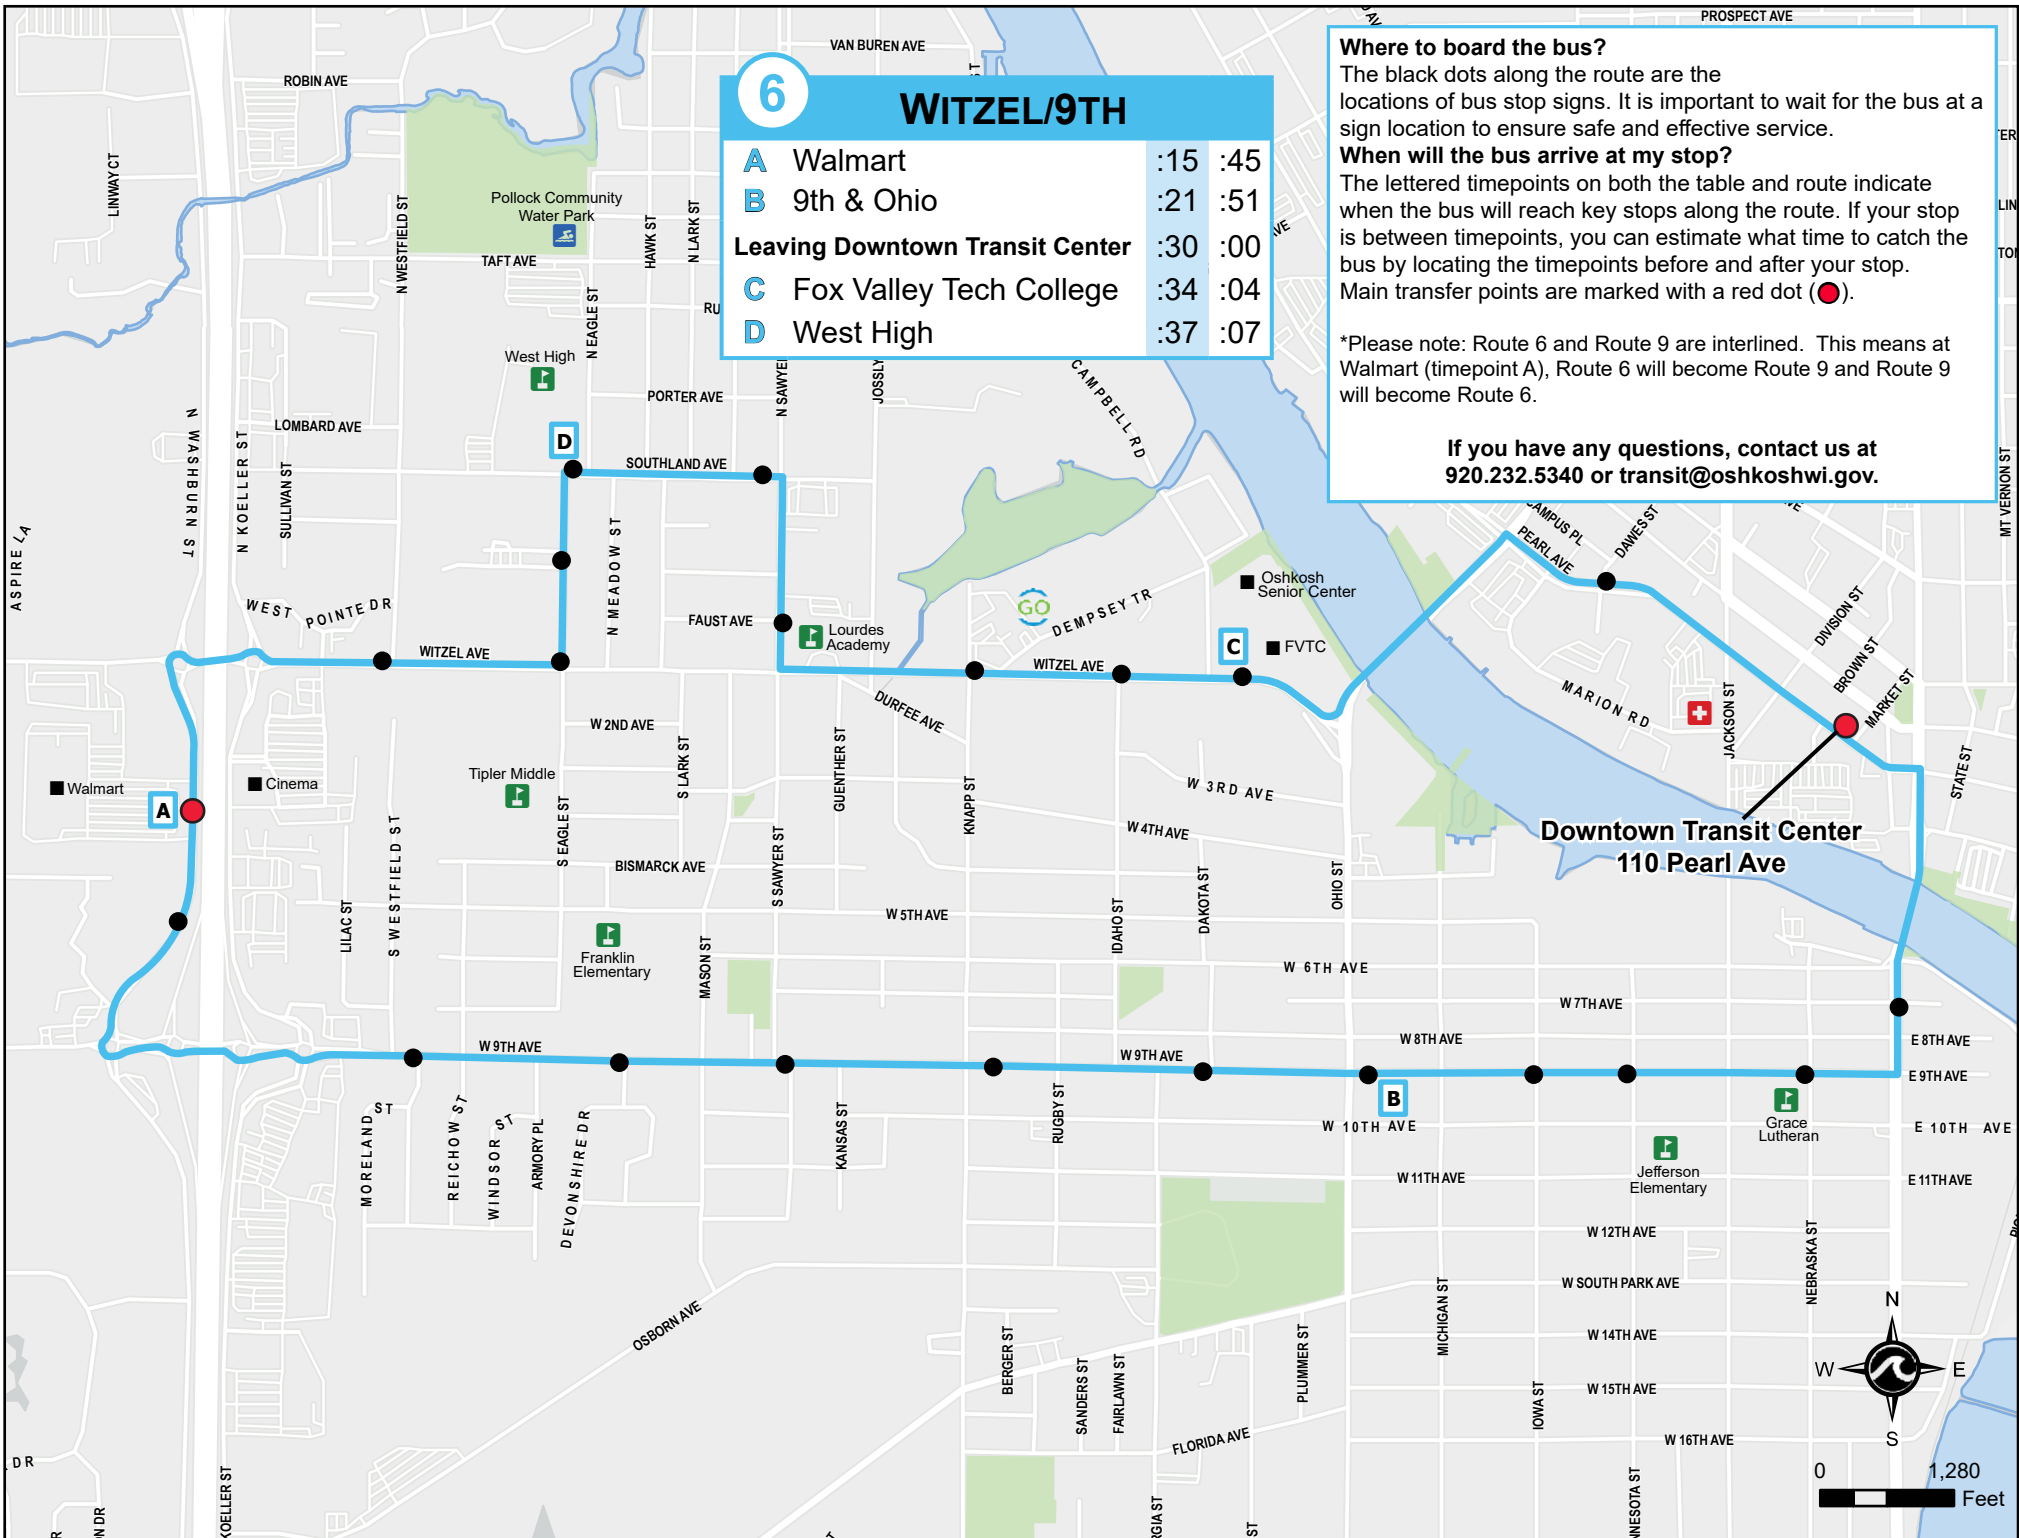 6
WITZEL/9TH
A Walmart :15 :45
B 9th & Ohio :21 :51
Leaving Downtown Transit Center :30 :00
C Fox Valley Tech College :34 :04
D West High :37 :07
Where to board the bus?
The black dots along the route are the
locations of bus stop signs. It is important to wait for the bus at a
sign location to ensure safe and effective service.
When will the bus arrive at my stop?
The lettered timepoints on both the table and route indicate
when the bus will reach key stops along the route. If your stop
is between timepoints, you can estimate what time to catch the
bus by locating the timepoints before and after your stop.
Main transfer points are marked with a red dot ( ).
*Please note: Route 6 and Route 9 are interlined. This means at
Walmart (timepoint A), Route 6 will become Route 9 and Route 9
will become Route 6.
If you have any questions, contact us at
920.232.5340 or transit@oshkoshwi.gov.
PROSPECT AVE
VAN BUREN AVE
ROBIN AVE
LINWAY CT
N WESTFIELD ST
Pollock Community
Water Park
TAFT AVE
HAWK ST
N LARK ST
N EAGLE ST
West High
PORTER AVE
N SAWYER
JOSSLY
CAMPBELL RD
LOMBARD AVE
N WASHBURN ST
N KOELLER ST
SULLIVAN ST
ASPIRE LA
D
SOUTHLAND AVE
N MEADOW ST
WEST POINTE DR
FAUST AVE
Lourdes
Academy
GO
DEMPSEY TR
Oshkosh
Senior Center
C
FVTC
WITZEL AVE
WITZEL AVE
DURFEE AVE
CAMPUS PL
PEARL AVE
DAWES ST
MT VERNON ST
DIVISION ST
BROWN ST
MARKET ST
MARION RD
JACKSON ST
STATE ST
Downtown Transit Center
110 Pearl Ave
W 2ND AVE
S LARK ST
GUENTHER ST
KNAPP ST
W 3RD AVE
W 4TH AVE
Tipler Middle
Walmart
A
Cinema
S EAGLE ST
S WESTFIELD ST
LILAC ST
BISMARCK AVE
S SAWYER ST
W 5TH AVE
IDAHO ST
DAKOTA ST
OHIO ST
Franklin
Elementary
MASON ST
W 6TH AVE
W 7TH AVE
W 8TH AVE
E 8TH AVE
W 9TH AVE
W 9TH AVE
E 9TH AVE
B
W 10TH AVE
E 10TH AVE
Grace
Lutheran
Jefferson
Elementary
W 11TH AVE
E 11TH AVE
MORELAND ST
REICHOW ST
WINDSOR ST
ARMORY PL
DEVONSHIRE DR
KANSAS ST
RUGBY ST
W 12TH AVE
W SOUTH PARK AVE
NEBRASKA ST
MICHIGAN ST
W 14TH AVE
W 15TH AVE
IOWA ST
W 16TH AVE
OSBORN AVE
BERGER ST
SANDERS ST
FAIRLAWN ST
PLUMMER ST
FLORIDA AVE
KOELLER ST
DR
N
W E
S
0 1,280
Feet